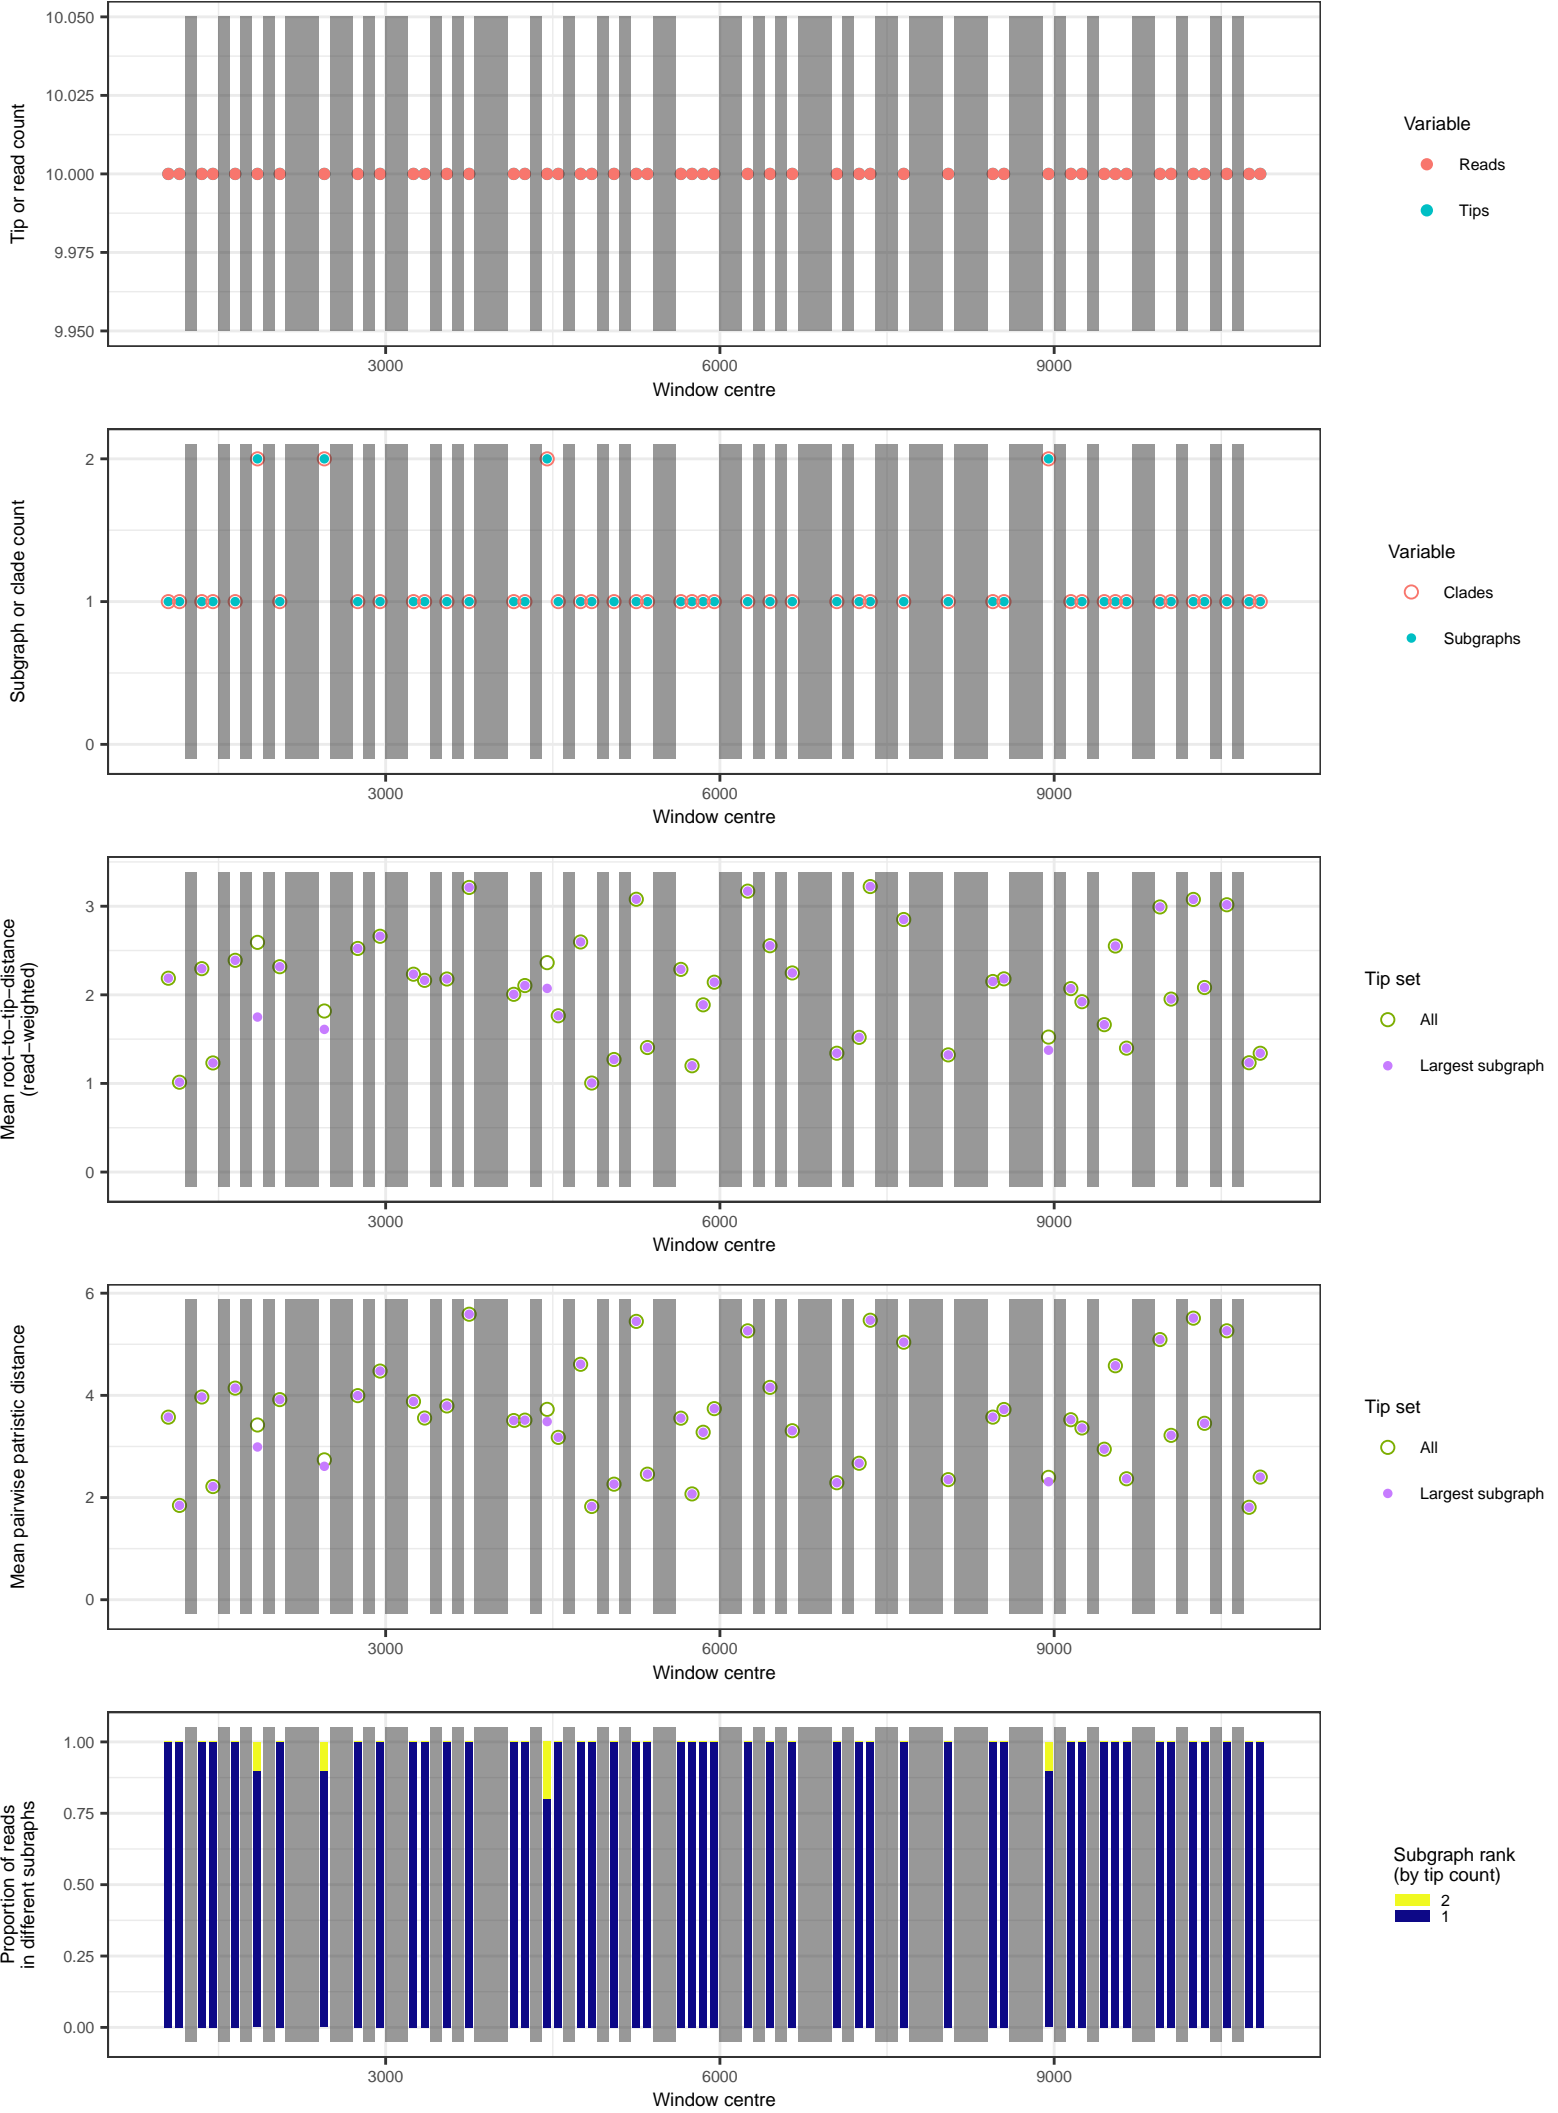 10.050
10.025
10.000
9.975
9.950
Tip or read count
3000 6000 9000
Window centre
Variable
Reads
Tips
2
1
0
Subgraph or clade count
3000 6000 9000
Window centre
Variable
Clades
Subgraphs
3
2
1
0
Mean root−to−tip−distance
(read−weighted)
3000 6000 9000
Window centre
Tip set
All
Largest subgraph
6
4
2
0
Mean pairwise patristic distance
3000 6000 9000
Window centre
Tip set
All
Largest subgraph
1.00
0.75
0.50
0.25
0.00
Proportion of reads
in different subraphs
3000 6000 9000
Window centre
Subgraph rank
(by tip count)
2
1